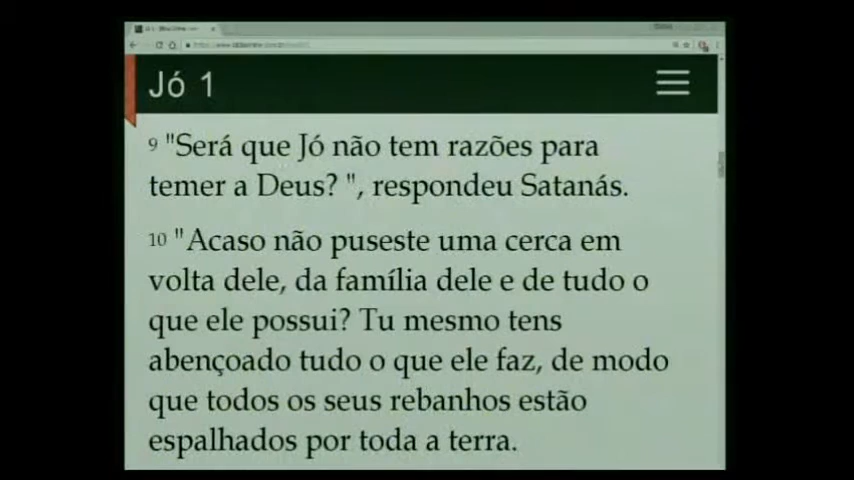 Jó 1
9 "Será que Jó não tem razões para
temer a Deus? ", respondeu Satanás.
10 "Acaso não puseste uma cerca em
volta dele, da família dele e de tudo o
que ele possui? Tu mesmo tens
abençoado tudo o que ele faz, de modo
que todos os seus rebanhos estão
espalhados por toda a terra.